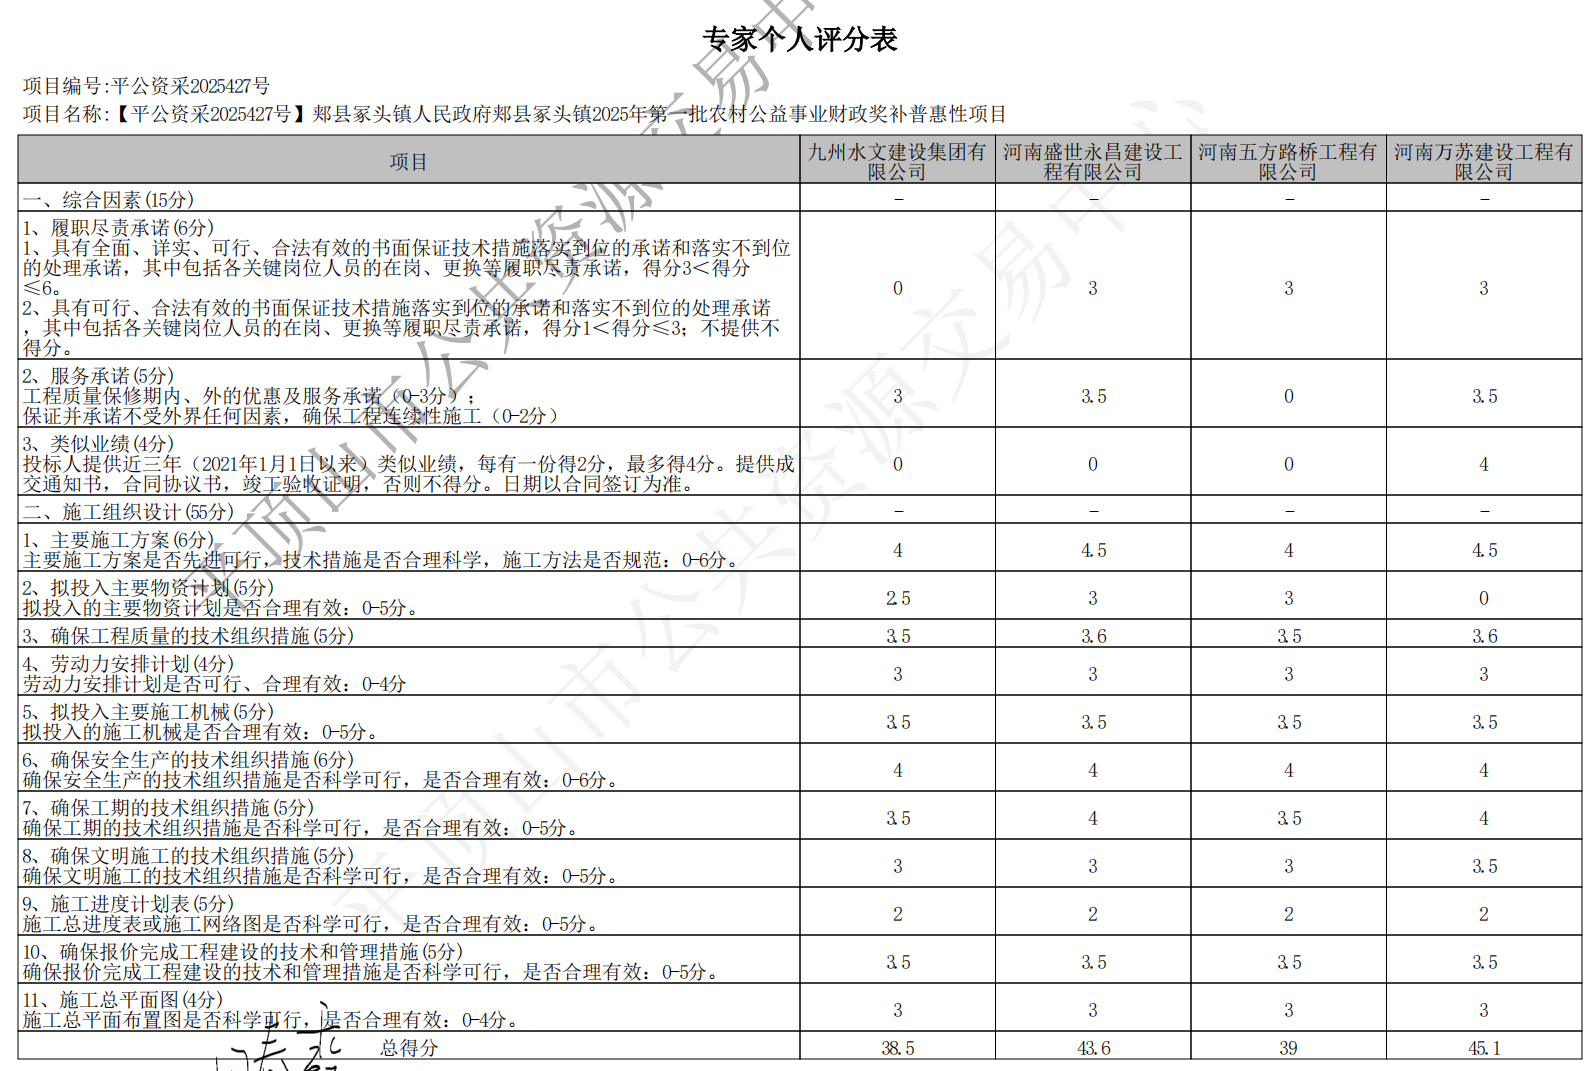 专家个人评分表
项目编号:平公资采2025427号
项目名称:【平公资采2025427号】郏县冢头镇人民政府郏县冢头镇2025年第一批农村公益事业财政奖补普惠性项目
项目 九州水文建设集团有限公司 河南盛世永昌建设工程有限公司 河南五方路桥工程有限公司 河南万苏建设工程有限公司
一、综合因素(15分) - - - -
1、履职尽责承诺(6分)
1、具有全面、详实、可行、合法有效的书面保证技术措施落实到位的承诺和落实不到位
的处理承诺，其中包括各关键岗位人员的在岗、更换等履职尽责承诺，得分3<得分
≤6。
2、具有可行、合法有效的书面保证技术措施落实到位的承诺和落实不到位的处理承诺
，其中包括各关键岗位人员的在岗、更换等履职尽责承诺，得分1<得分≤3；不提供不
得分。
0 3 3 3
2、服务承诺(5分)
工程质量保修期内、外的优惠及服务承诺（0-3分）；
保证并承诺不受外界任何因素，确保工程连续性施工（0-2分）
3 3.5 0 3.5
3、类似业绩(4分)
投标人提供近三年（2021年1月1日以来）类似业绩，每有一份得2分，最多得4分。提供成
交通知书，合同协议书，竣工验收证明，否则不得分。日期以合同签订为准。
0 0 0 4
二、施工组织设计(55分) - - - -
1、主要施工方案(6分)
主要施工方案是否先进可行，技术措施是否合理科学，施工方法是否规范：0-6分。
4 4.5 4 4.5
2、拟投入主要物资计划(5分)
拟投入的主要物资计划是否合理有效：0-5分。
2.5 3 3 0
3、确保工程质量的技术组织措施(5分) 3.5 3.6 3.5 3.6
4、劳动力安排计划(4分)
劳动力安排计划是否可行、合理有效：0-4分
3 3 3 3
5、拟投入主要施工机械(5分)
拟投入的施工机械是否合理有效：0-5分。
3.5 3.5 3.5 3.5
6、确保安全生产的技术组织措施(6分)
确保安全生产的技术组织措施是否科学可行，是否合理有效：0-6分。
4 4 4 4
7、确保工期的技术组织措施(5分)
确保工期的技术组织措施是否科学可行，是否合理有效：0-5分。
3.5 4 3.5 4
8、确保文明施工的技术组织措施(5分)
确保文明施工的技术组织措施是否科学可行，是否合理有效：0-5分。
3 3 3 3.5
9、施工进度计划表(5分)
施工总进度表或施工网络图是否科学可行，是否合理有效：0-5分。
2 2 2 2
10、确保报价完成工程建设的技术和管理措施(5分)
确保报价完成工程建设的技术和管理措施是否科学可行，是否合理有效：0-5分。
3.5 3.5 3.5 3.5
11、施工总平面图(4分)
施工总平面布置图是否科学可行，是否合理有效：0-4分。
3 3 3 3
总得分 38.5 43.6 39 45.1
平顶山市公共资源交易中
平顶山市公共资源交易中心